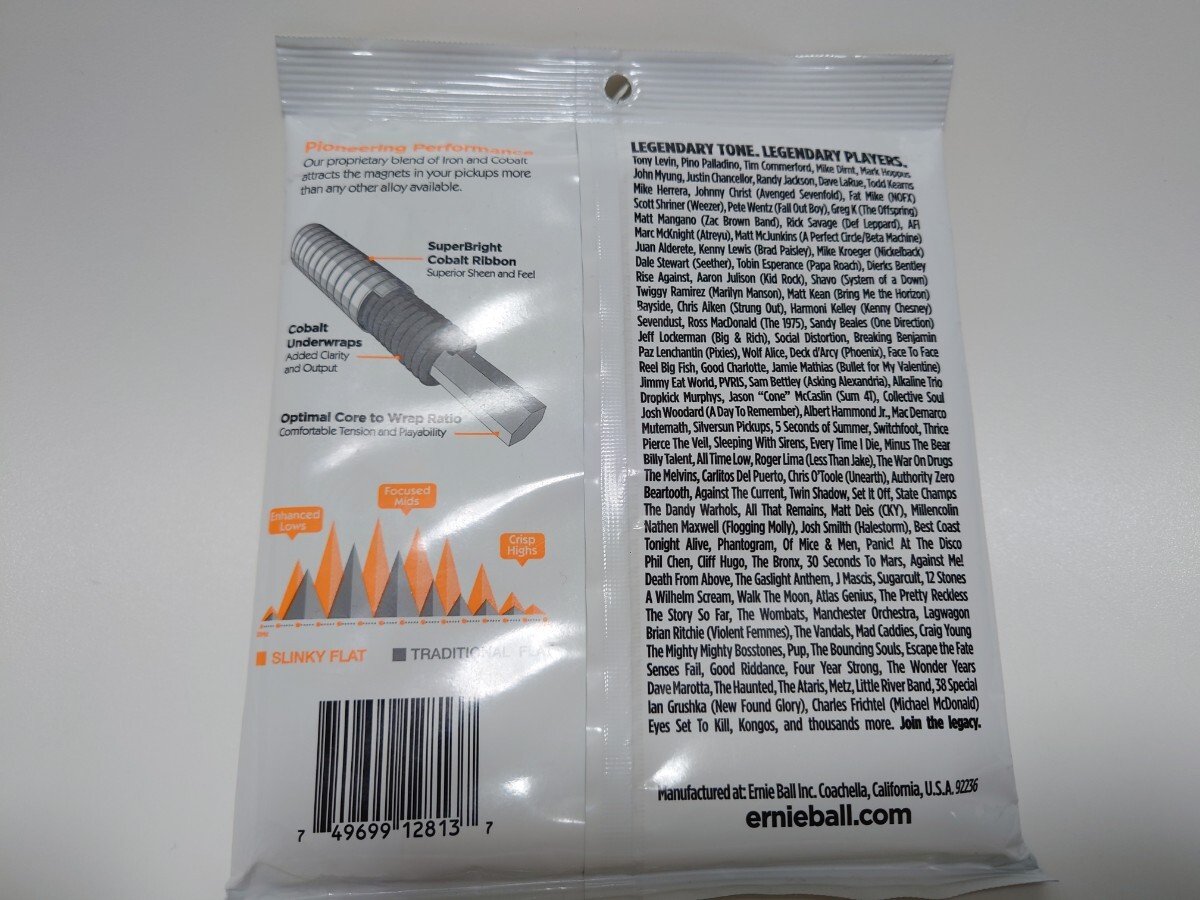 Pioneering Performance
Our proprietary blend of Iron and Cobalt
attracts the magnets in your pickups more
than any other alloy available.
SuperBright
Cobalt Ribbon
Superior Sheen and Feel
Cobalt
Underwraps
Added Clarity
and Output
Optimal Core to Wrap Ratio
Comfortable Tension and Playability
Enhanced
Lows
Focused
Mids
Crisp
Highs
SLINKY FLAT
TRADITIONAL FLAT
7 49699 12813 7
LEGENDARY TONE. LEGENDARY PLAYERS.
Tony Levin, Pino Palladino, Tim Commerford, Mike Dirnt, Mark Hoppus
John Myung, Justin Chancellor, Randy Jackson, Dave LaRue, Todd Kearns
Mike Herrera, Johnny Christ (Avenged Sevenfold), Fat Mike (NOFX)
Scott Shriner (Weezer), Pete Wentz (Fall Out Boy), Greg K (The Offspring)
Matt Mangano (Zac Brown Band), Rick Savage (Def Leppard), AFI
Marc McKnight (Atreyu), Matt McJunkins (A Perfect Circle/Beta Machine)
Juan Alderete, Kenny Lewis (Brad Paisley), Mike Kroeger (Nickelback)
Dale Stewart (Seether), Tobin Esperance (Papa Roach), Dierks Bentley
Rise Against, Aaron Julison (Kid Rock), Shavo (System of a Down)
Twiggy Ramirez (Marilyn Manson), Matt Kean (Bring Me the Horizon)
Bayside, Chris Aiken (Strung Out), Harmoni Kelley (Kenny Chesney)
Sevendust, Ross MacDonald (The 1975), Sandy Beales (One Direction)
Jeff Lockerman (Big & Rich), Social Distortion, Breaking Benjamin
Paz Lenchantin (Pixies), Wolf Alice, Deck d'Arcy (Phoenix), Face To Face
Reel Big Fish, Good Charlotte, Jamie Mathias (Bullet for My Valentine)
Jimmy Eat World, PVRIS, Sam Bettley (Asking Alexandria), Alkaline Trio
Dropkick Murphys, Jason “Cone” McCaslin (Sum 41), Collective Soul
Josh Woodard (A Day To Remember), Albert Hammond Jr., Mac Demarco
Mutemath, Silversun Pickups, 5 Seconds of Summer, Switchfoot, Thrice
Pierce The Veil, Sleeping With Sirens, Every Time I Die, Minus The Bear
Billy Talent, All Time Low, Roger Lima (Less Than Jake), The War On Drugs
The Melvins, Carlitos Del Puerto, Chris O'Toole (Unearth), Authority Zero
Beartooth, Against The Current, Twin Shadow, Set It Off, State Champs
The Dandy Warhols, All That Remains, Matt Deis (CKY), Millencolin
Nathen Maxwell (Flogging Molly), Josh Smilth (Halestorm), Best Coast
Tonight Alive, Phantogram, Of Mice & Men, Panic! At The Disco
Phil Chen, Cliff Hugo, The Bronx, 30 Seconds To Mars, Against Me!
Death From Above, The Gaslight Anthem, J Mascis, Sugarcult, 12 Stones
A Wilhelm Scream, Walk The Moon, Atlas Genius, The Pretty Reckless
The Story So Far, The Wombats, Manchester Orchestra, Lagwagon
Brian Ritchie (Violent Femmes), The Vandals, Mad Caddies, Craig Young
The Mighty Mighty Bosstones, Pup, The Bouncing Souls, Escape the Fate
Senses Fail, Good Riddance, Four Year Strong, The Wonder Years
Dave Marotta, The Haunted, The Ataris, Metz, Little River Band, 38 Special
Ian Grushka (New Found Glory), Charles Frichtel (Michael McDonald)
Eyes Set To Kill, Kongos, and thousands more. Join the legacy.
Manufactured at: Ernie Ball Inc. Coachella, California, U.S.A. 92236
ernieball.com